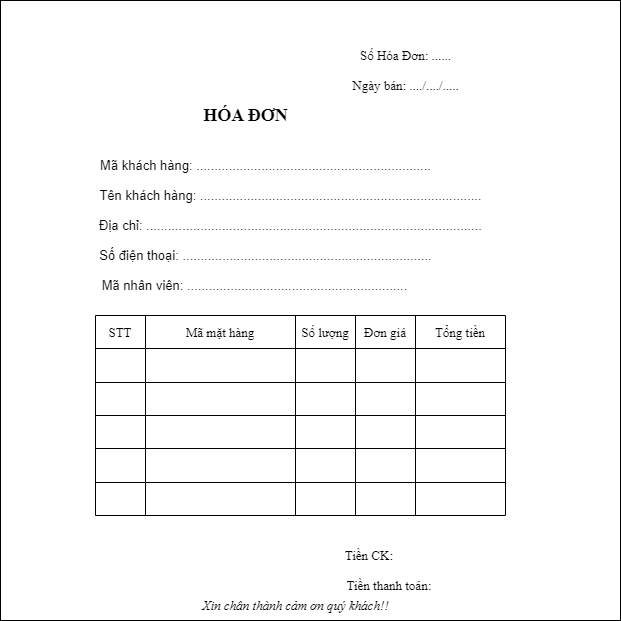 Số Hóa Đơn: ......
Ngày bán: ..../..../.....
HÓA ĐƠN
Mã khách hàng: .................................................................
Tên khách hàng: ..............................................................................
Địa chỉ: .............................................................................................
Số điện thoại: .....................................................................
Mã nhân viên: .............................................................
STT Mã mặt hàng Số lượng Đơn giá Tổng tiền
Tiền CK:
Tiền thanh toán:
Xin chân thành cảm ơn quý khách!!